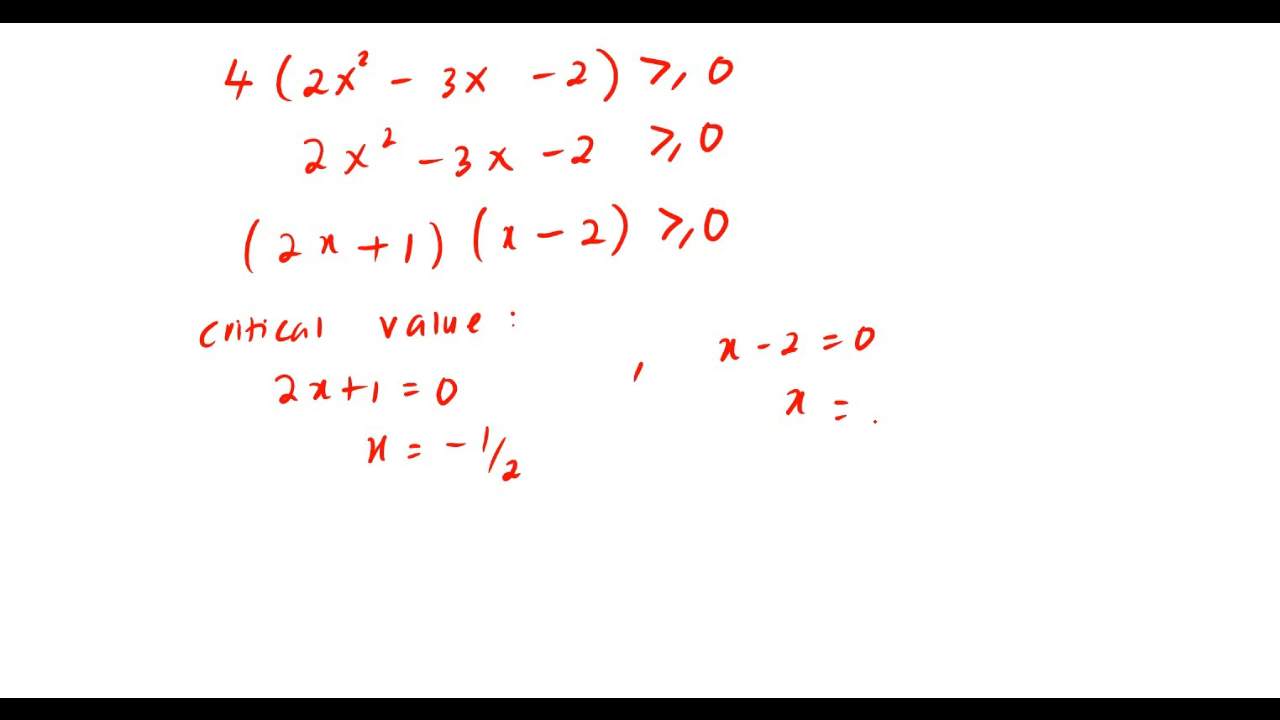 4 (2x² - 3x - 2) ⩾ 0
2x² - 3x - 2 ⩾ 0
(2x + 1) (x - 2) ⩾ 0
critical value :
2x + 1 = 0 , x - 2 = 0
x = - 1/2
x = .